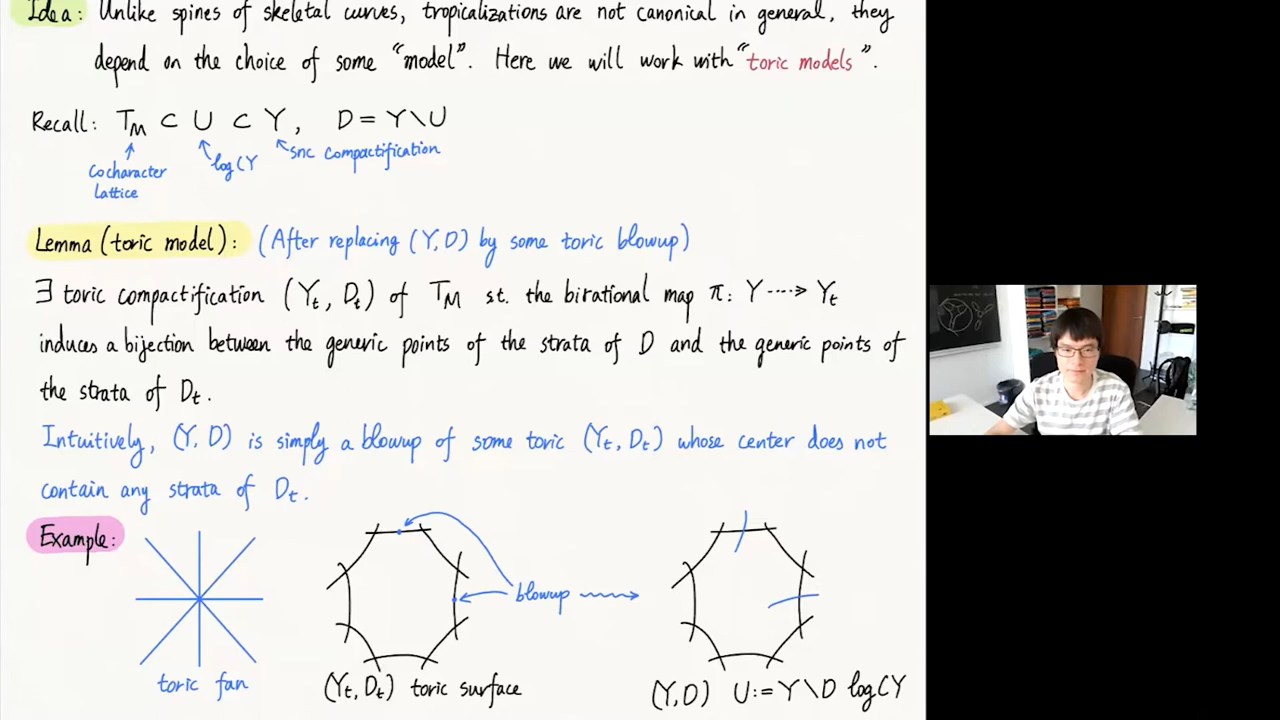 Idea: Unlike spines of skeletal curves, tropicalizations are not canonical in general, they
depend on the choice of some "model". Here we will work with "toric models".
Recall: T_M ⊂ U ⊂ Y, D = Y\U
Cocharacter lattice
log CY
snc compactification
Lemma (toric model): (After replacing (Y, D) by some toric blowup)
∃ toric compactification (Y_t, D_t) of T_M st. the birational map π: Y ⇢ Y_t
induces a bijection between the generic points of the strata of D and the generic points of
the strata of D_t.
Intuitively, (Y, D) is simply a blowup of some toric (Y_t, D_t) whose center does not
contain any strata of D_t.
Example:
blowup
toric fan
(Y_t, D_t) toric surface
(Y, D) U := Y\D log CY